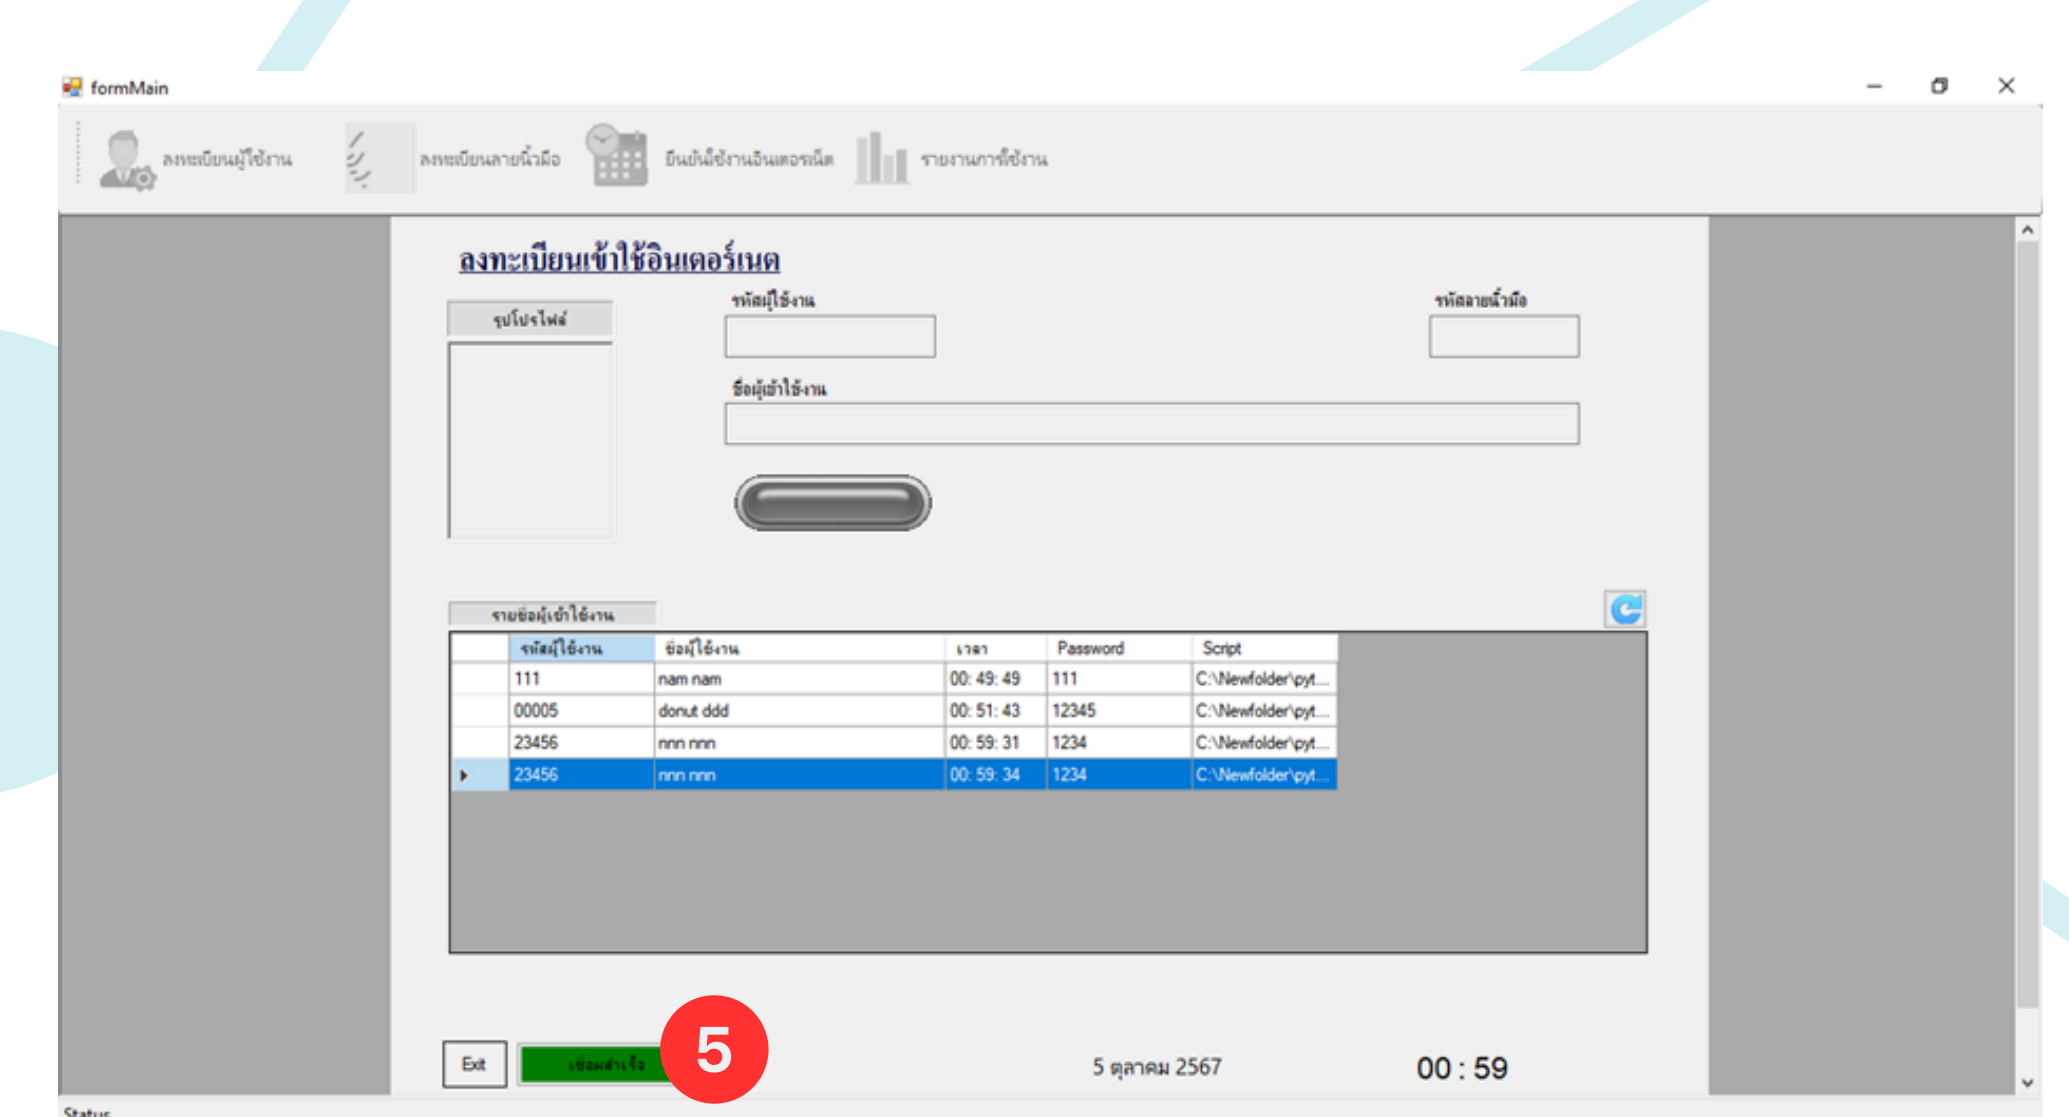 formMain
ลงทะเบียนผู้ใช้งาน ลงทะเบียนลายนิ้วมือ ยืนยันใช้งานอินเตอรเน็ต รายงานการใช้งาน
ลงทะเบียนเข้าใช้อินเตอร์เนต
รูปโปรไฟล์
รหัสผู้ใช้งาน
รหัสลายนิ้วมือ
ชื่อผู้เข้าใช้งาน
รายชื่อผู้เข้าใช้งาน
รหัสผู้ใช้งาน ชื่อผู้ใช้งาน เวลา Password Script
111 nam nam 00: 49: 49 111 C:\Newfolder\pyt...
00005 donut ddd 00: 51: 43 12345 C:\Newfolder\pyt...
23456 nnn nnn 00: 59: 31 1234 C:\Newfolder\pyt...
23456 nnn nnn 00: 59: 34 1234 C:\Newfolder\pyt...
Exit เชื่อมสำเร็จ 5 5 ตุลาคม 2567 00 : 59
Status